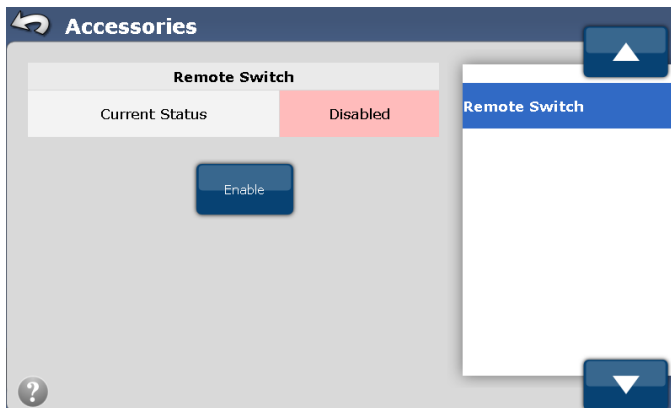 Accessories
Remote Switch
Current Status Disabled
Enable
Remote Switch
?